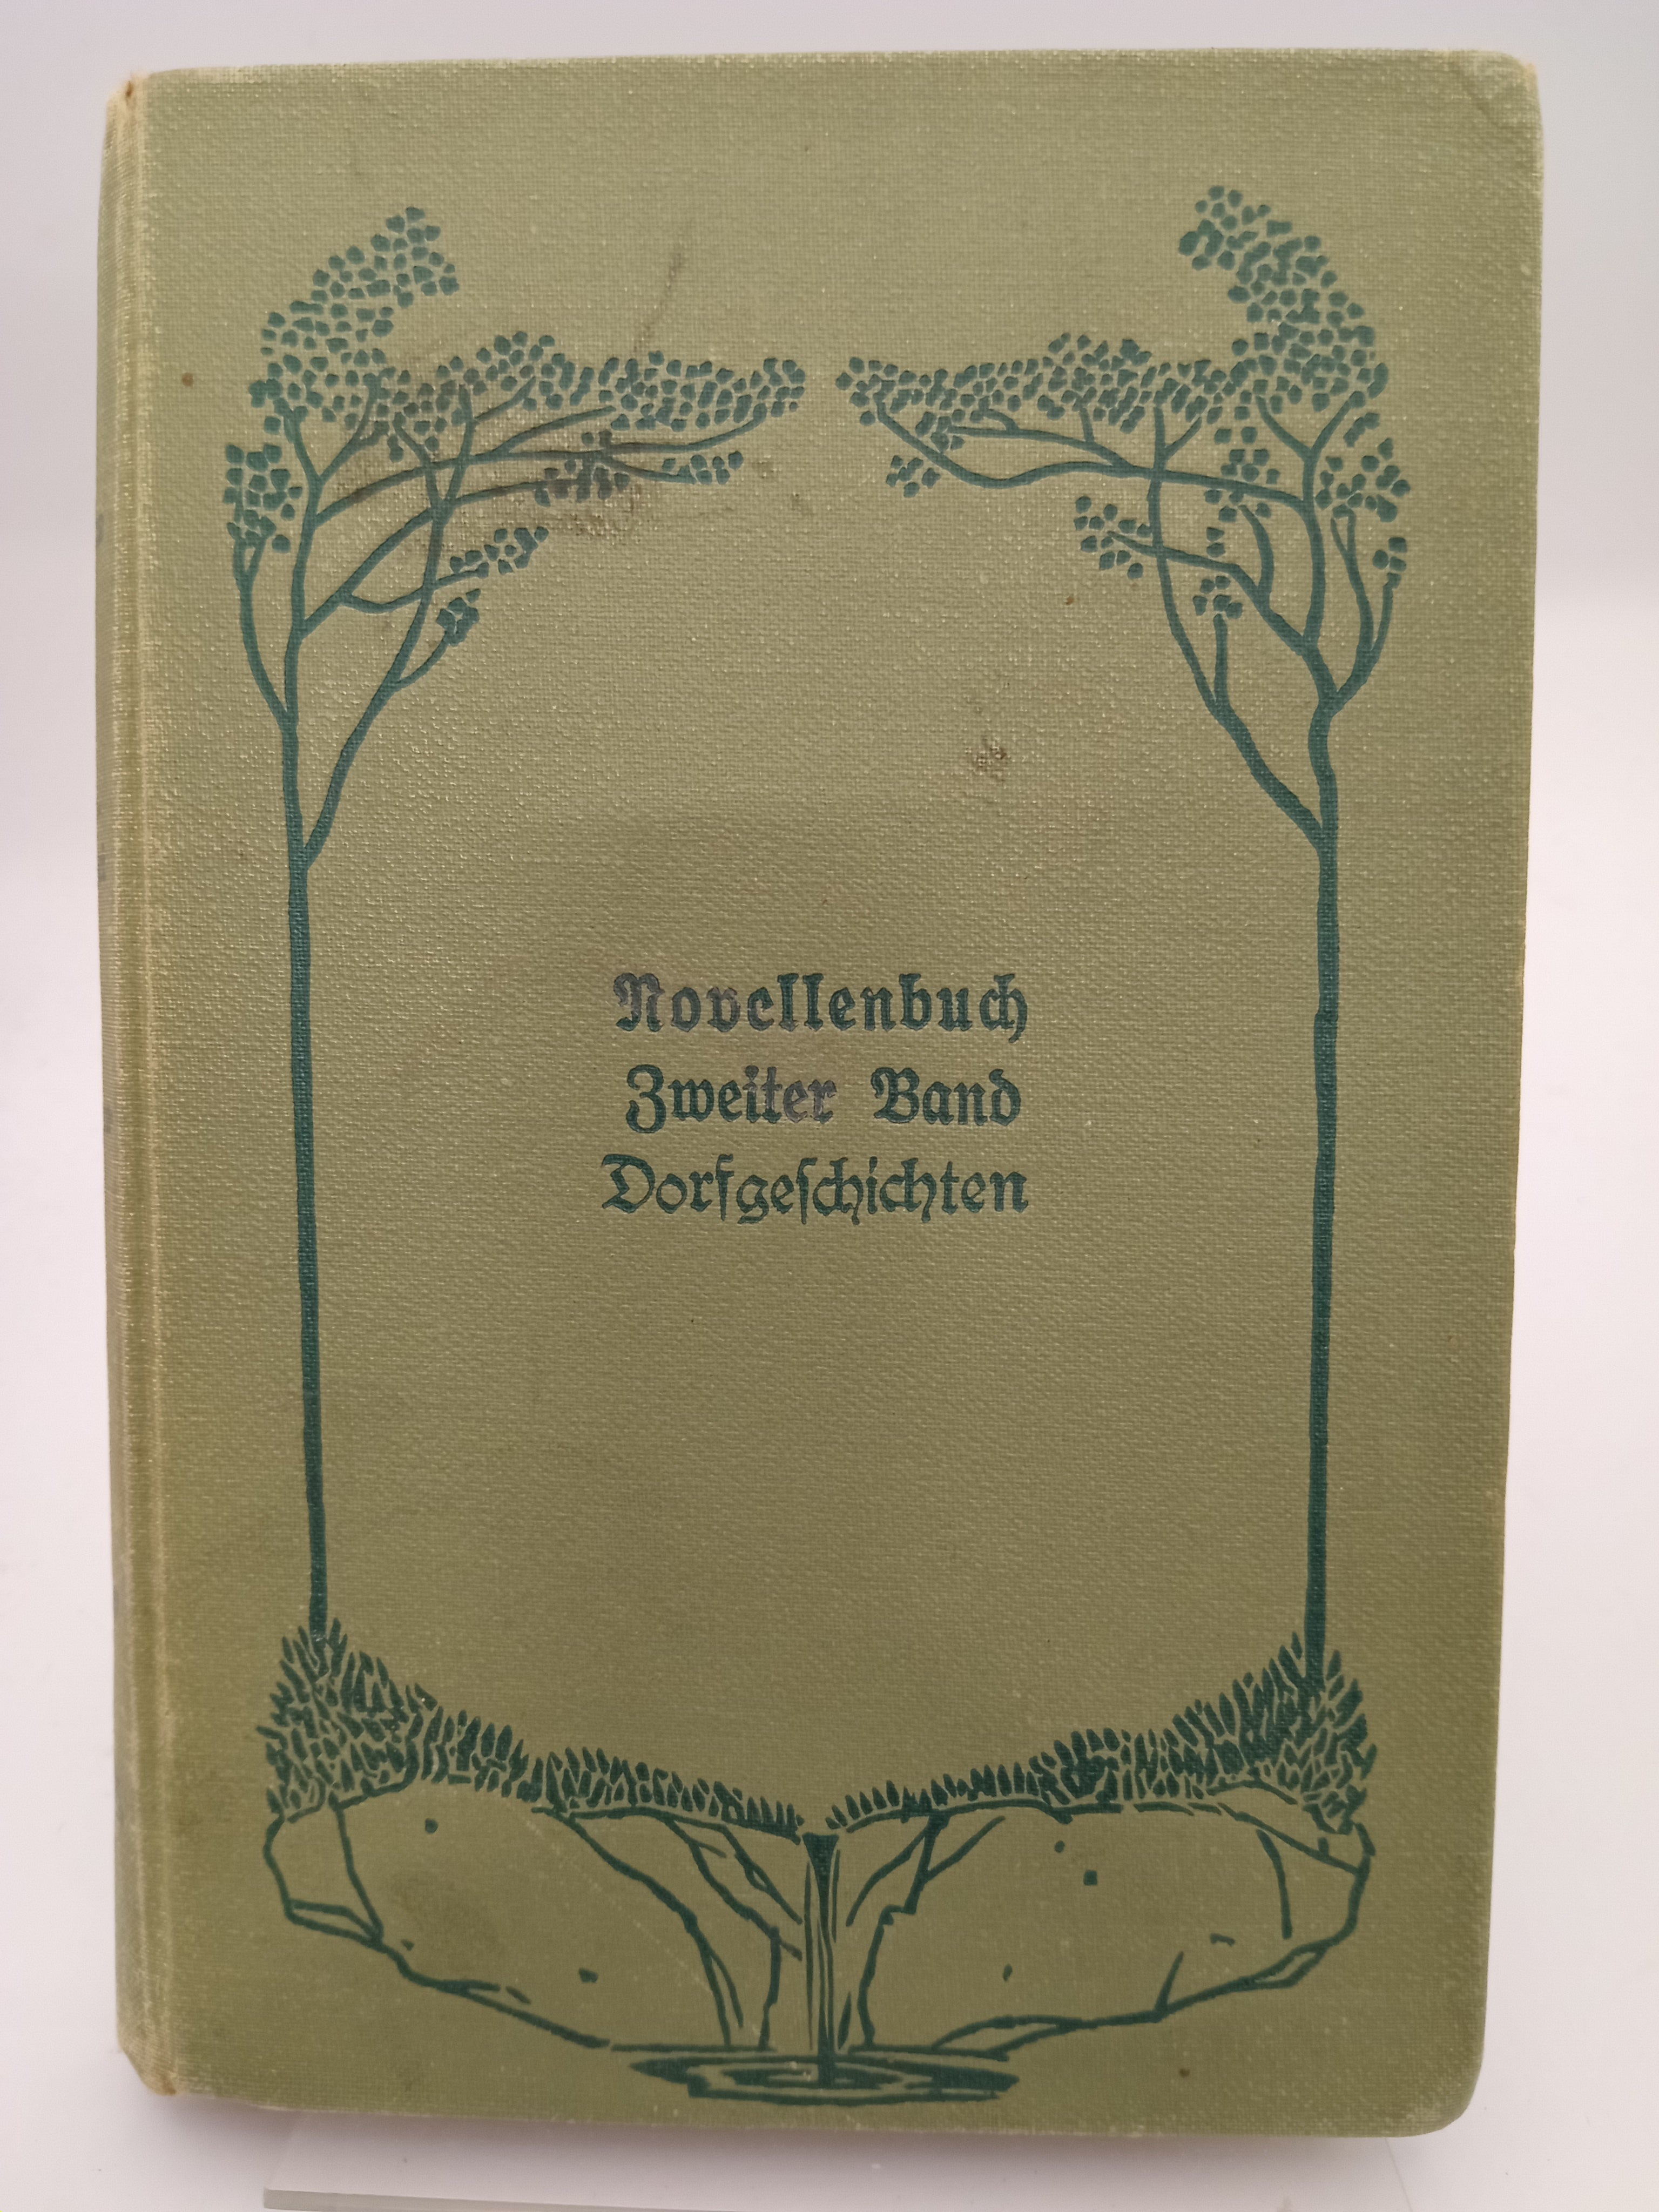 Novellenbuch
Zweiter Band
Dorfgeſchichten